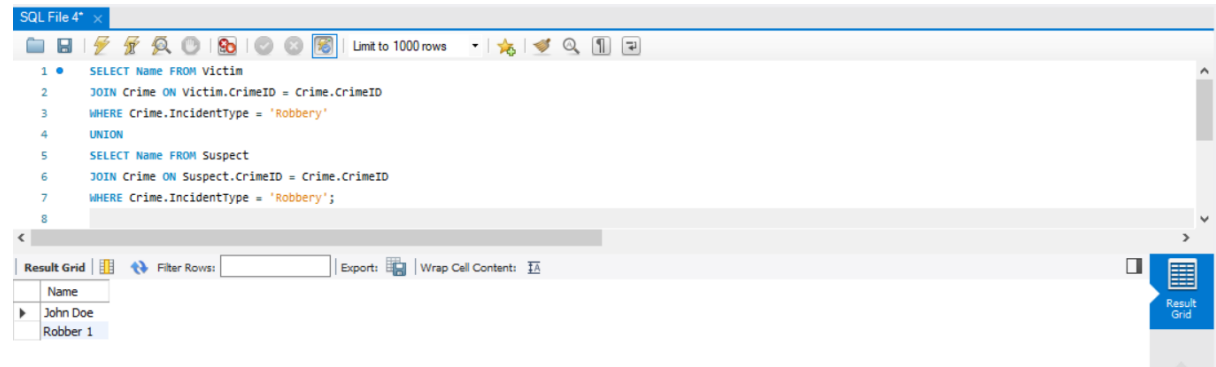 SQL File 4*
Limit to 1000 rows
1 SELECT Name FROM Victim
2 JOIN Crime ON Victim.CrimeID = Crime.CrimeID
3 WHERE Crime.IncidentType = 'Robbery'
4 UNION
5 SELECT Name FROM Suspect
6 JOIN Crime ON Suspect.CrimeID = Crime.CrimeID
7 WHERE Crime.IncidentType = 'Robbery';
8
Result Grid Filter Rows: Export: Wrap Cell Content: IA
Name
John Doe
Robber 1
Result
Grid